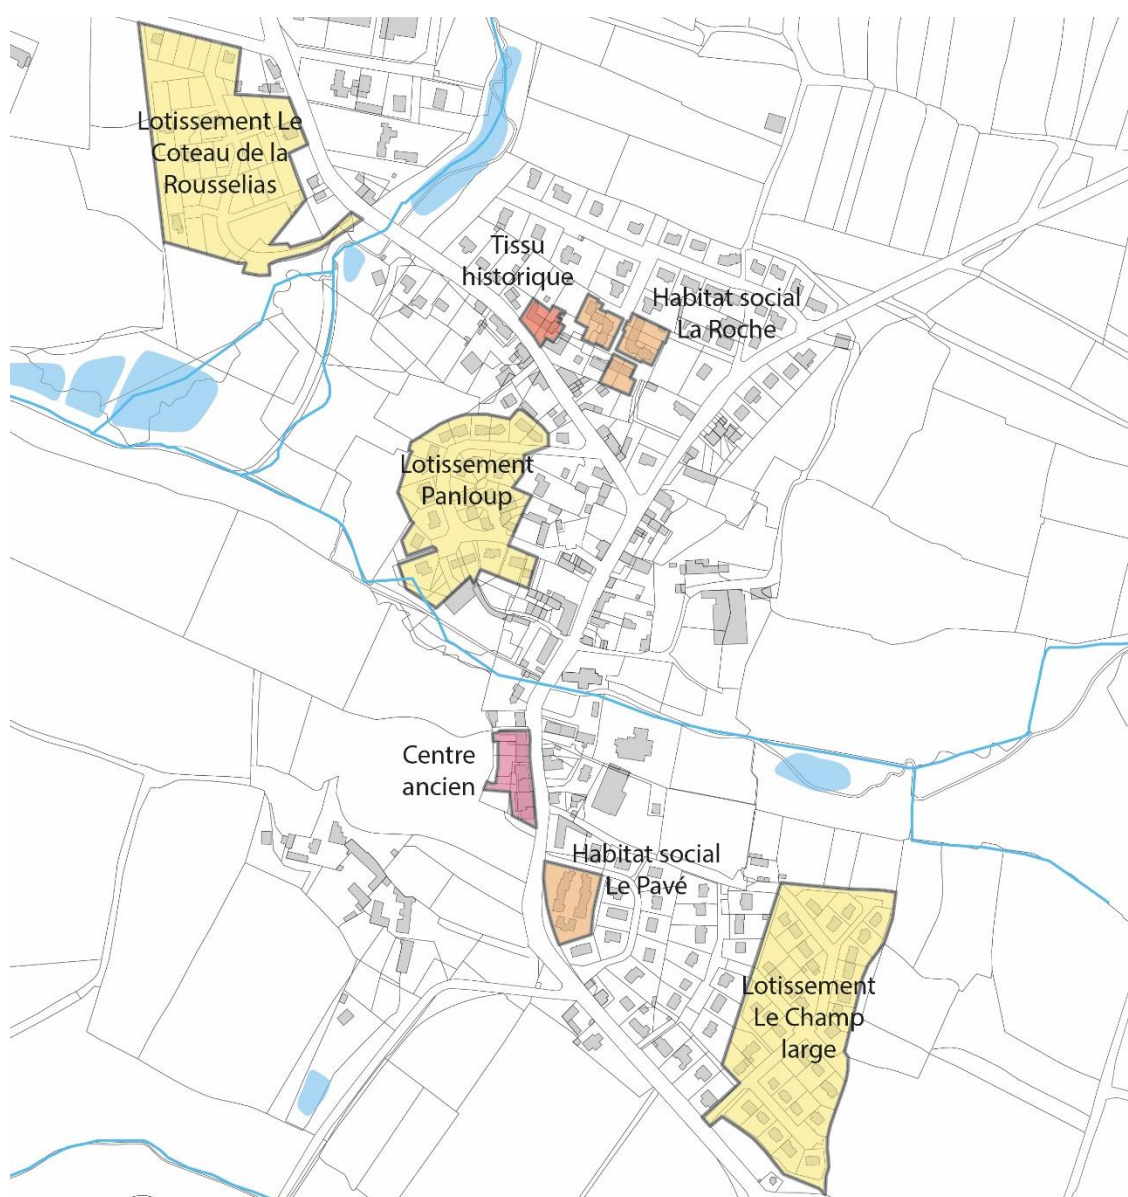 Lotissement Le
Coteau de la
Rousselias
Tissu
historique
Habitat social
La Roche
Lotissement
Panloup
Centre
ancien
Habitat social
Le Pavé
Lotissement
Le Champ
large